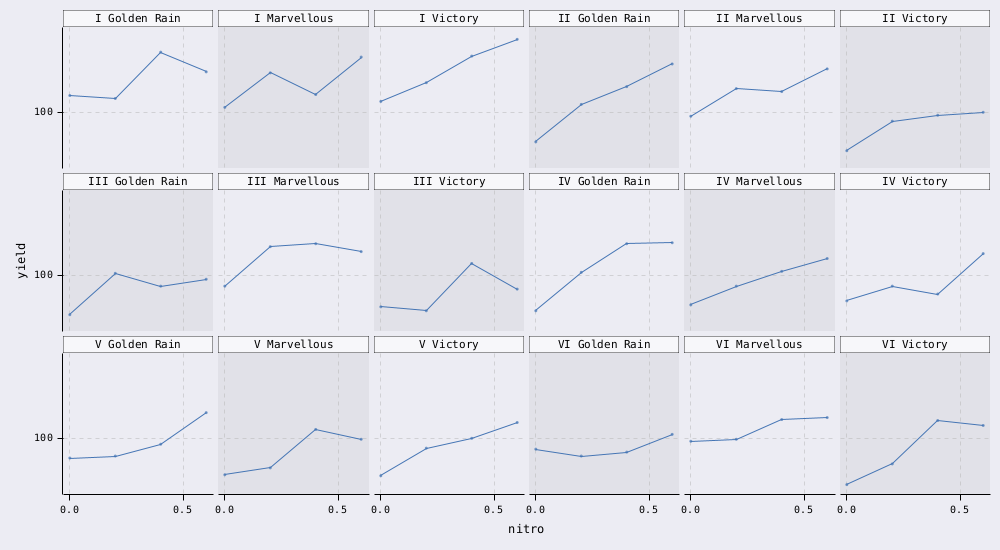 I Golden Rain I Marvellous I Victory II Golden Rain II Marvellous II Victory
100
III Golden Rain III Marvellous III Victory IV Golden Rain IV Marvellous IV Victory
yield
100
V Golden Rain V Marvellous V Victory VI Golden Rain VI Marvellous VI Victory
100
0.0 0.5 0.0 0.5 0.0 0.5 0.0 0.5 0.0 0.5 0.0 0.5
nitro